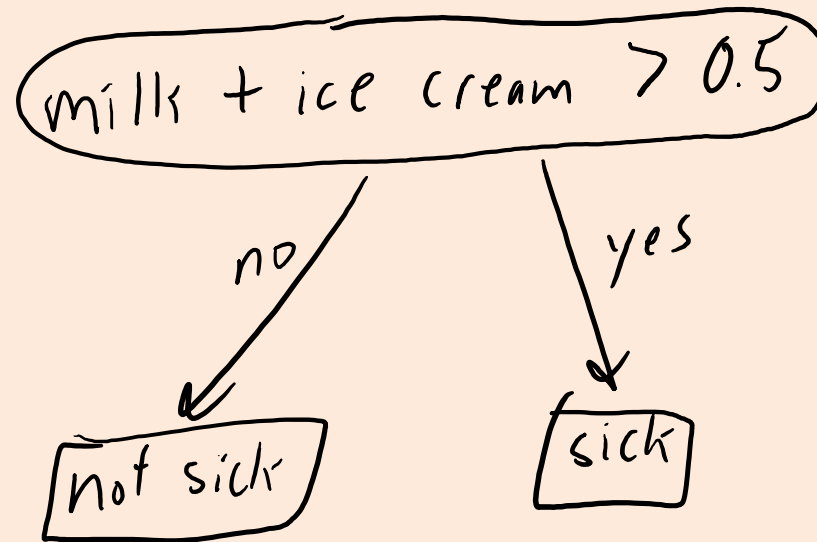 milk + ice cream > 0.5
no
yes
not sick
sick